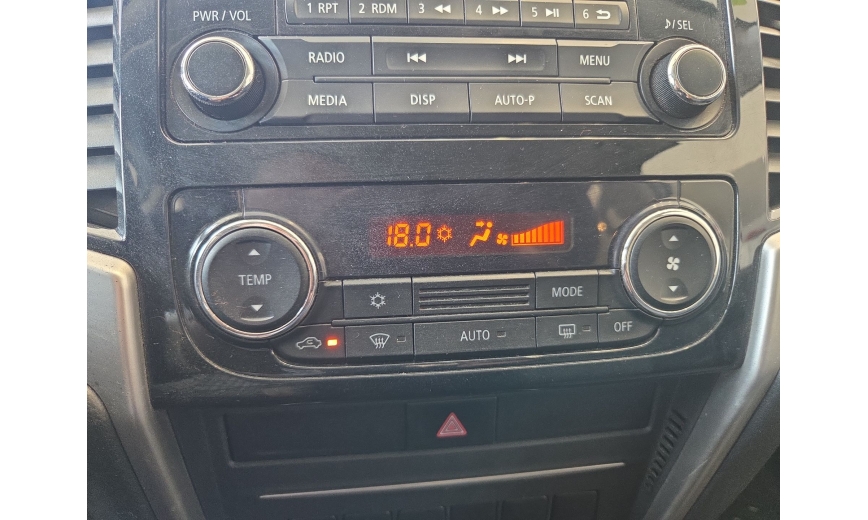 1 RPT 2 RDM 3 ◀◀ 4 ▶▶ 5 ▶II 6 ⮌
PWR / VOL
♪/SEL
RADIO |◀◀ ▶▶| MENU
MEDIA DISP AUTO-P SCAN
18.0
TEMP
MODE
AUTO OFF